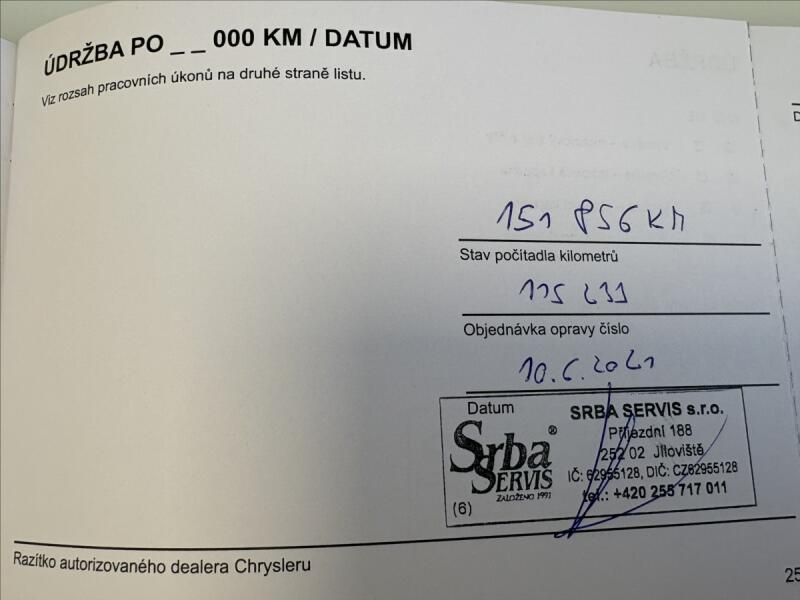 ÚDRŽBA PO _ _ 000 KM / DATUM
Viz rozsah pracovních úkonů na druhé straně listu.
151 856 KM
Stav počítadla kilometrů
Objednávka opravy číslo
10.6.2021
Datum
Srba SERVIS ®
ZALOŽENO 1991
(6)
SRBA SERVIS s.r.o.
Příjezdní 188
252 02 Jíloviště
IČ: 62955128, DIČ: CZ62955128
tel.: +420 255 717 011
Razítko autorizovaného dealera Chrysleru
25